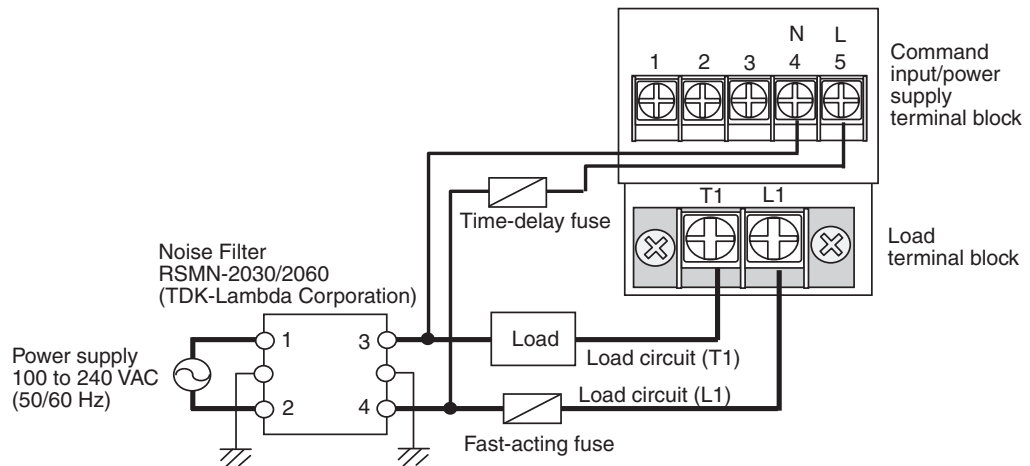 N L
1 2 3 4 5
Command
input/power
supply
terminal block
T1 L1
Time-delay fuse
Load
terminal block
Noise Filter
RSMN-2030/2060
(TDK-Lambda Corporation)
1 3
Load
Load circuit (T1)
Power supply
100 to 240 VAC
(50/60 Hz)
2 4
Load circuit (L1)
Fast-acting fuse